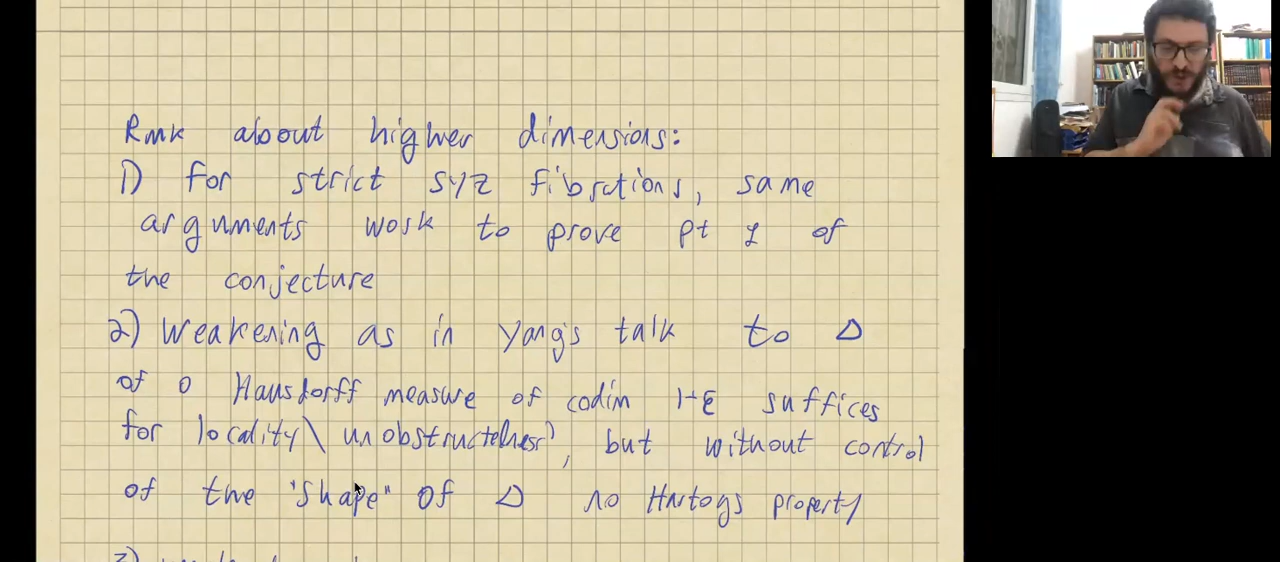 Rmk about higher dimensions:
1) For strict SYZ fibrations, same
arguments work to prove pt 1 of
the conjecture
2) Weakening as in Yang's talk to Δ
of 0 Hausdorff measure of codim 1+ε suffices
for locality\ unobstructedness, but without control
of the "shape" of Δ no Hartogs property
3)